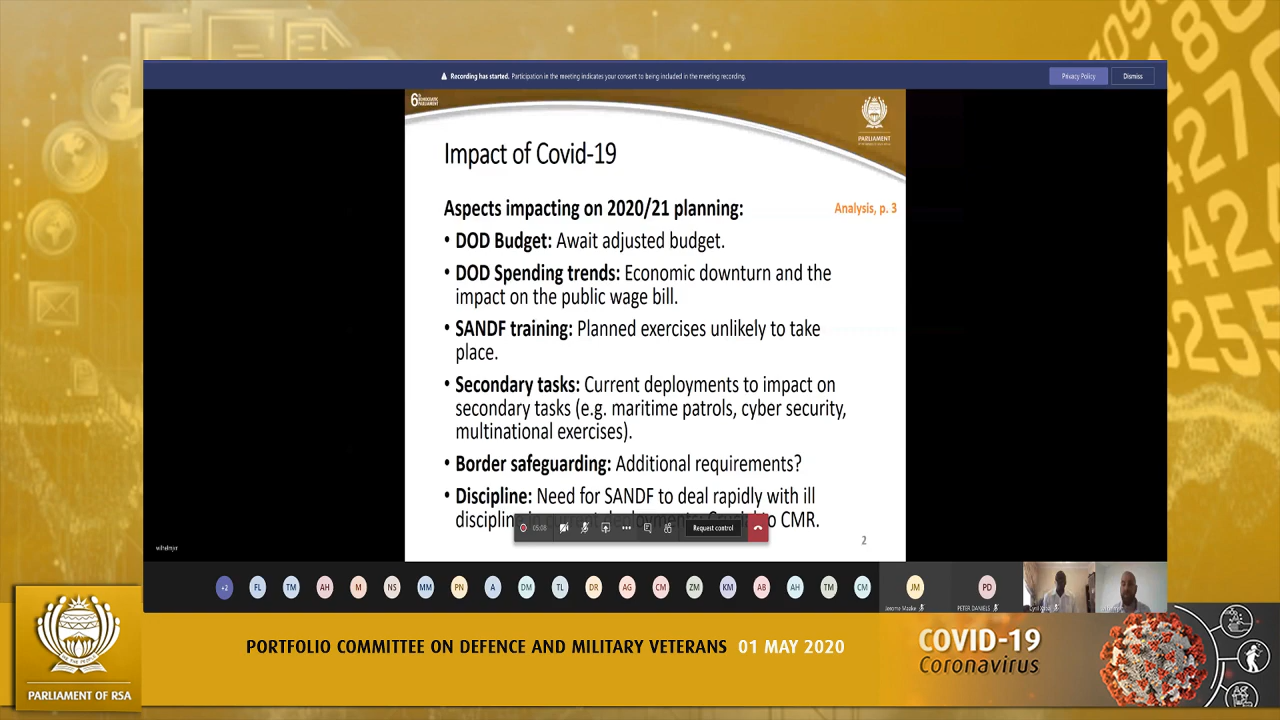 Recording has started. Participation in the meeting indicates your consent to being included in the meeting recording.
Privacy Policy
Dismiss
6
PARLIAMENT
Impact of Covid-19
Aspects impacting on 2020/21 planning:
Analysis, p. 3
• DOD Budget: Await adjusted budget.
• DOD Spending trends: Economic downturn and the
impact on the public wage bill.
• SANDF training: Planned exercises unlikely to take
place.
• Secondary tasks: Current deployments to impact on
secondary tasks (e.g. maritime patrols, cyber security,
multinational exercises).
• Border safeguarding: Additional requirements?
• Discipline: Need for SANDF to deal rapidly with ill
to CMR.
05:08
Request control
2
+2
FL
TM
AH
M
NS
MM
PN
A
DM
TL
DR
AG
CM
ZM
KM
AB
AH
TM
CM
JM
PD
PETER DANIELS
PORTFOLIO COMMITTEE ON DEFENCE AND MILITARY VETERANS 01 MAY 2020
PARLIAMENT OF RSA
COVID-19
Coronavirus